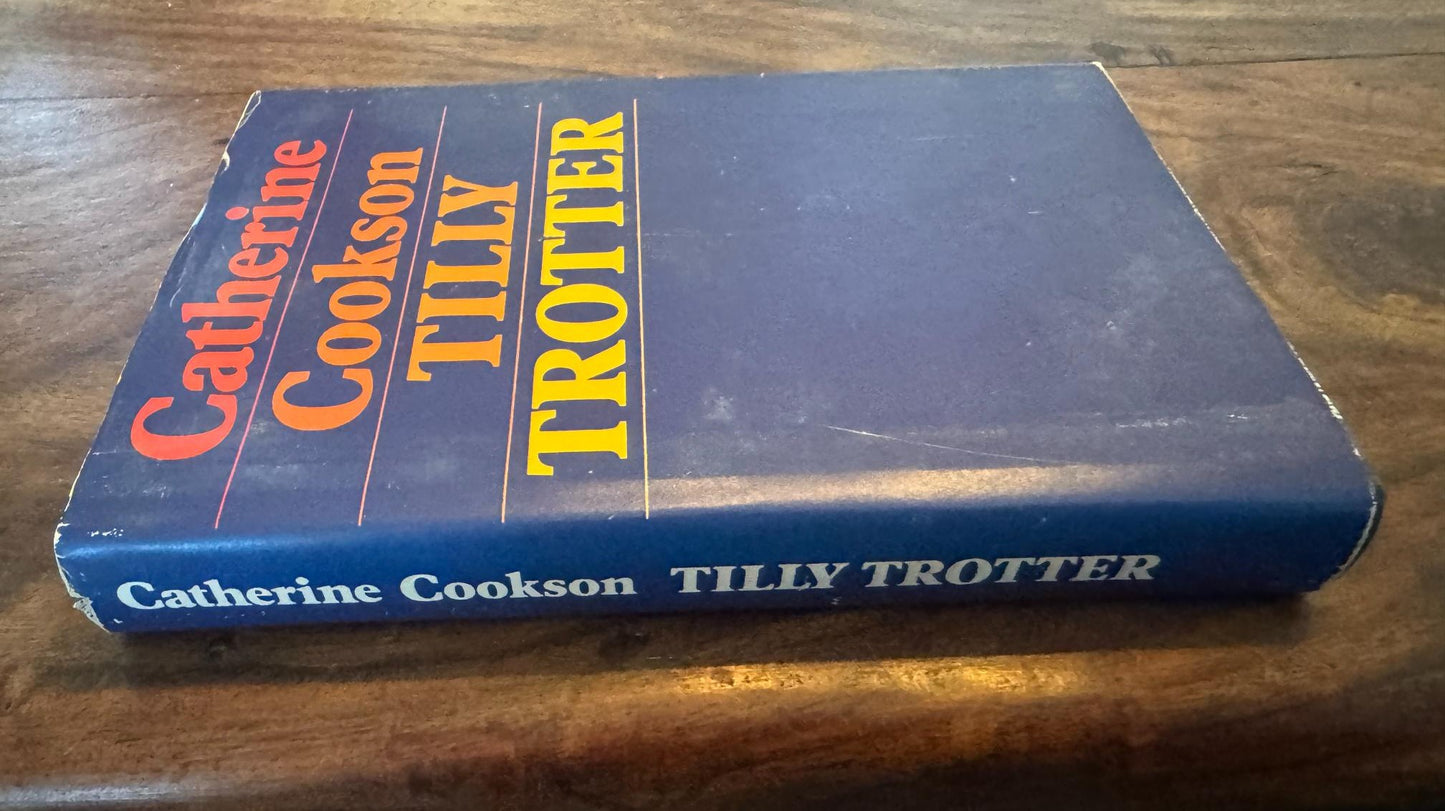 Catherine
Cookson
TILLY
TROTTER
Catherine Cookson TILLY TROTTER